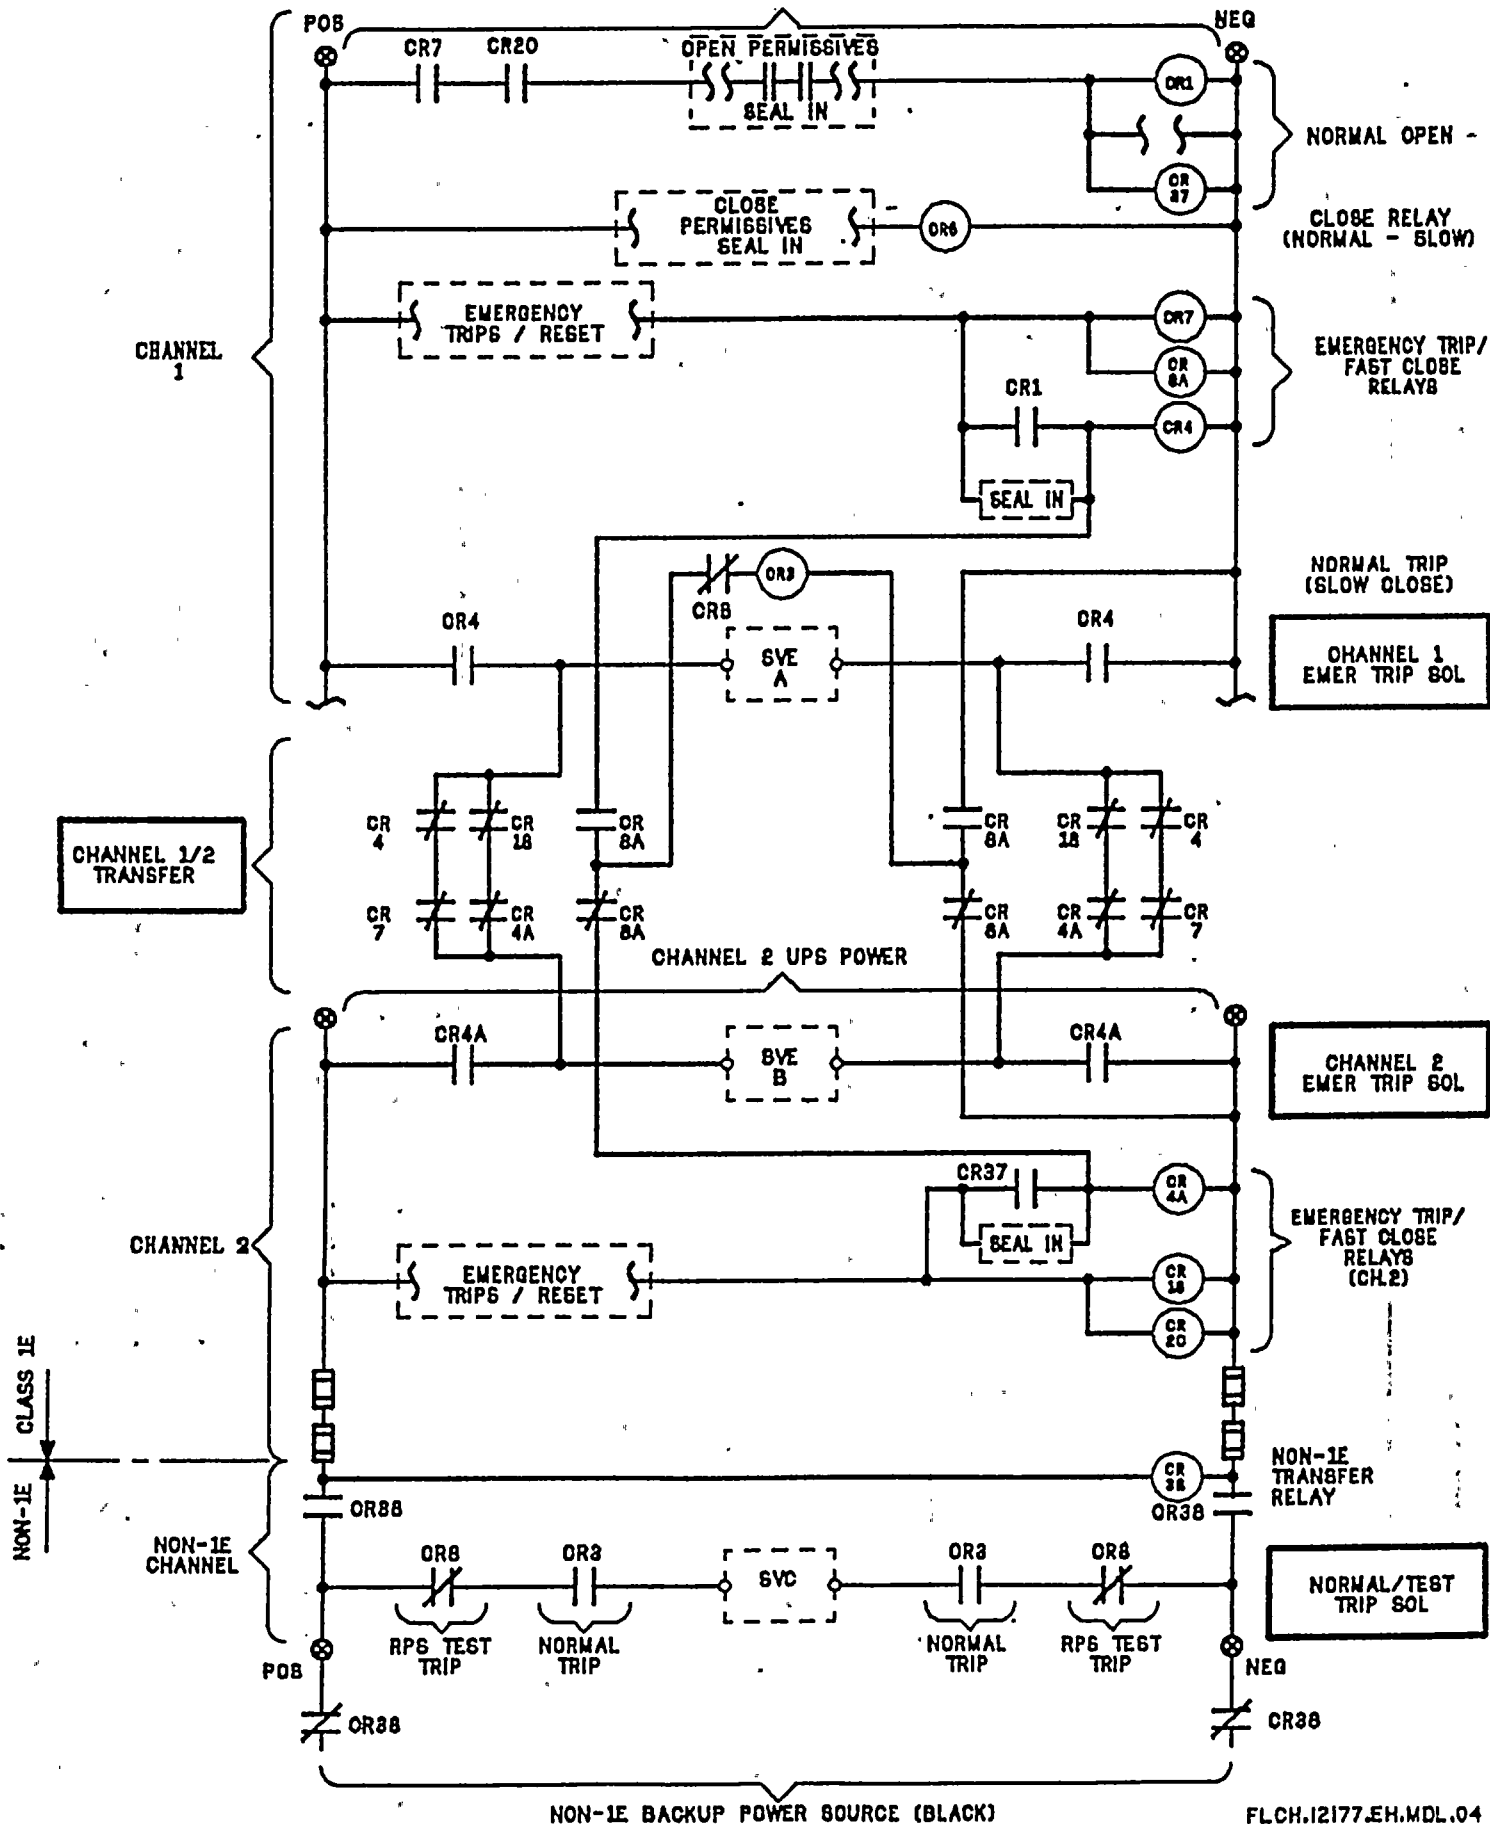 POS
NEG
CR7
CR20
OPEN PERMISSIVES
SEAL IN
CR1
NORMAL OPEN
CR
37
CLOSE
PERMISSIVES
SEAL IN
CR6
CLOSE RELAY
(NORMAL - SLOW)
EMERGENCY
TRIPS / RESET
CR7
CHANNEL
1
EMERGENCY TRIP/
FAST CLOSE
RELAYS
CR
8A
CR1
CR4
SEAL IN
CR3
NORMAL TRIP
(SLOW CLOSE)
CR8
CR4
CR4
SVE
A
CHANNEL 1
EMER TRIP SOL
CR
4
CR
18
CR
8A
CR
8A
CR
18
CR
4
CHANNEL 1/2
TRANSFER
CR
7
CR
4A
CR
8A
CR
8A
CR
4A
CR
7
CHANNEL 2 UPS POWER
CR4A
CR4A
SVE
B
CHANNEL 2
EMER TRIP SOL
CR37
CR
4A
SEAL IN
CHANNEL 2
EMERGENCY TRIP/
FAST CLOSE
RELAYS
(CH.2)
EMERGENCY
TRIPS / RESET
CR
18
CR
20
CLASS 1E
NON-1E
NON-1E
TRANSFER
RELAY
CR38
CR38
NON-1E
CHANNEL
CR8
CR3
SVC
CR3
CR8
NORMAL/TEST
TRIP SOL
RPS TEST
TRIP
NORMAL
TRIP
NORMAL
TRIP
RPS TEST
TRIP
POS
NEG
CR38
CR38
NON-1E BACKUP POWER SOURCE (BLACK)
FLCH.12177.EH.MDL.04